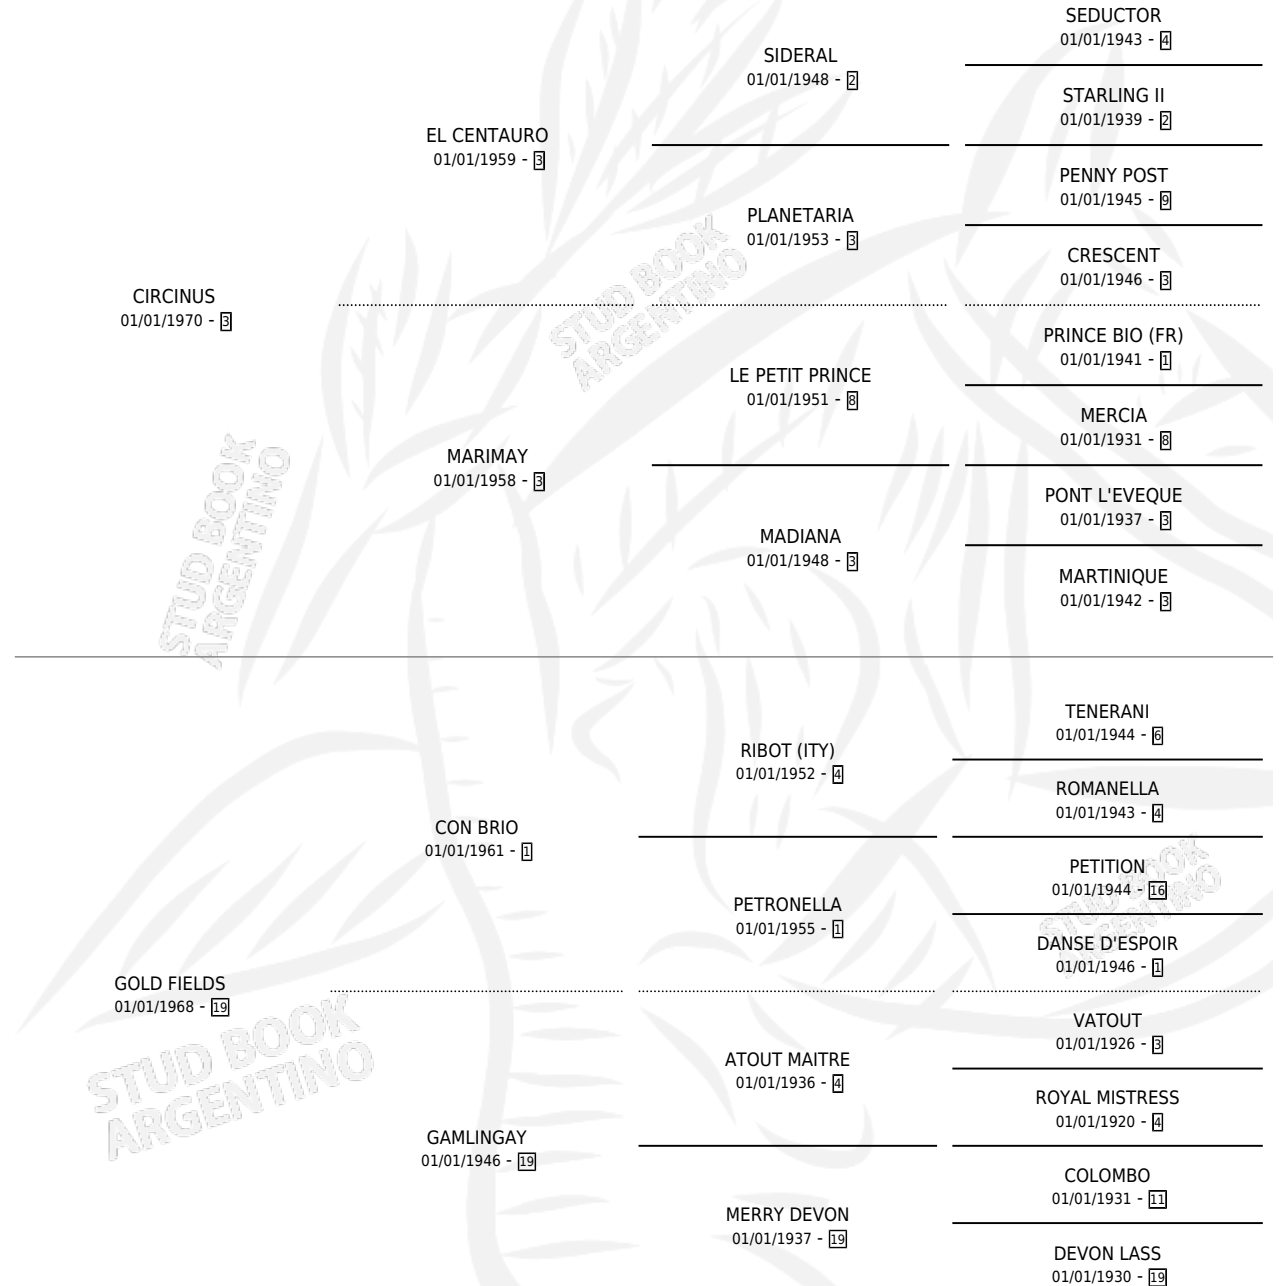 SEDUCTOR
01/01/1943 - 4
SIDERAL
01/01/1948 - 2
STARLING II
01/01/1939 - 2
EL CENTAURO
01/01/1959 - 3
PENNY POST
01/01/1945 - 9
PLANETARIA
01/01/1953 - 3
CRESCENT
01/01/1946 - 3
CIRCINUS
01/01/1970 - 3
PRINCE BIO (FR)
01/01/1941 - 1
LE PETIT PRINCE
01/01/1951 - 8
MERCIA
01/01/1931 - 8
MARIMAY
01/01/1958 - 3
PONT L'EVEQUE
01/01/1937 - 3
MADIANA
01/01/1948 - 3
MARTINIQUE
01/01/1942 - 3
TENERANI
01/01/1944 - 6
RIBOT (ITY)
01/01/1952 - 4
ROMANELLA
01/01/1943 - 4
CON BRIO
01/01/1961 - 1
PETITION
01/01/1944 - 16
PETRONELLA
01/01/1955 - 1
DANSE D'ESPOIR
01/01/1946 - 1
GOLD FIELDS
01/01/1968 - 19
VATOUT
01/01/1926 - 3
ATOUT MAITRE
01/01/1936 - 4
ROYAL MISTRESS
01/01/1920 - 4
GAMLINGAY
01/01/1946 - 19
COLOMBO
01/01/1931 - 11
MERRY DEVON
01/01/1937 - 19
DEVON LASS
01/01/1930 - 19
STUD BOOK
ARGENTINO
STUD BOOK
ARGENTINO
STUD BOOK
ARGENTINO
STUD BOOK
ARGENTINO